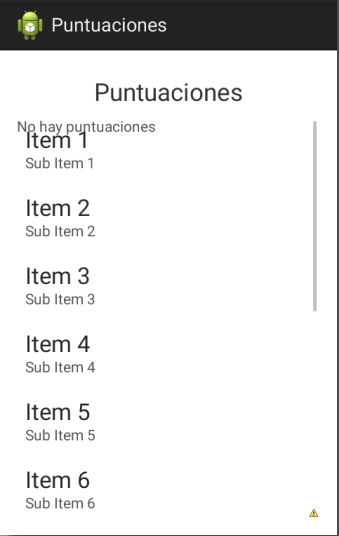 Puntuaciones
Puntuaciones
No hay puntuaciones
Item 1
Sub Item 1
Item 2
Sub Item 2
Item 3
Sub Item 3
Item 4
Sub Item 4
Item 5
Sub Item 5
Item 6
Sub Item 6